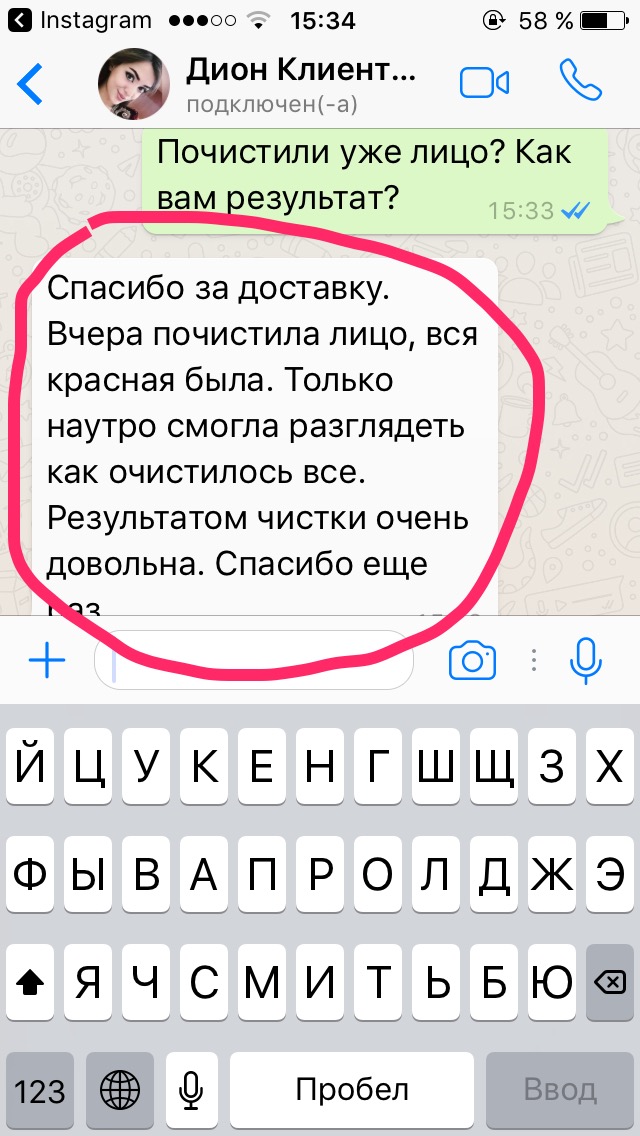 Instagram 15:34 58 %
Дион Клиент...
подключен(-а)
Почистили уже лицо? Как
вам результат?
15:33
Спасибо за доставку.
Вчера почистила лицо, вся
красная была. Только
наутро смогла разглядеть
как очистилось все.
Результатом чистки очень
довольна. Спасибо еще
раз
Й Ц У К Е Н Г Ш Щ З Х
Ф Ы В А П Р О Л Д Ж Э
Я Ч С М И Т Ь Б Ю
123 Пробел Ввод